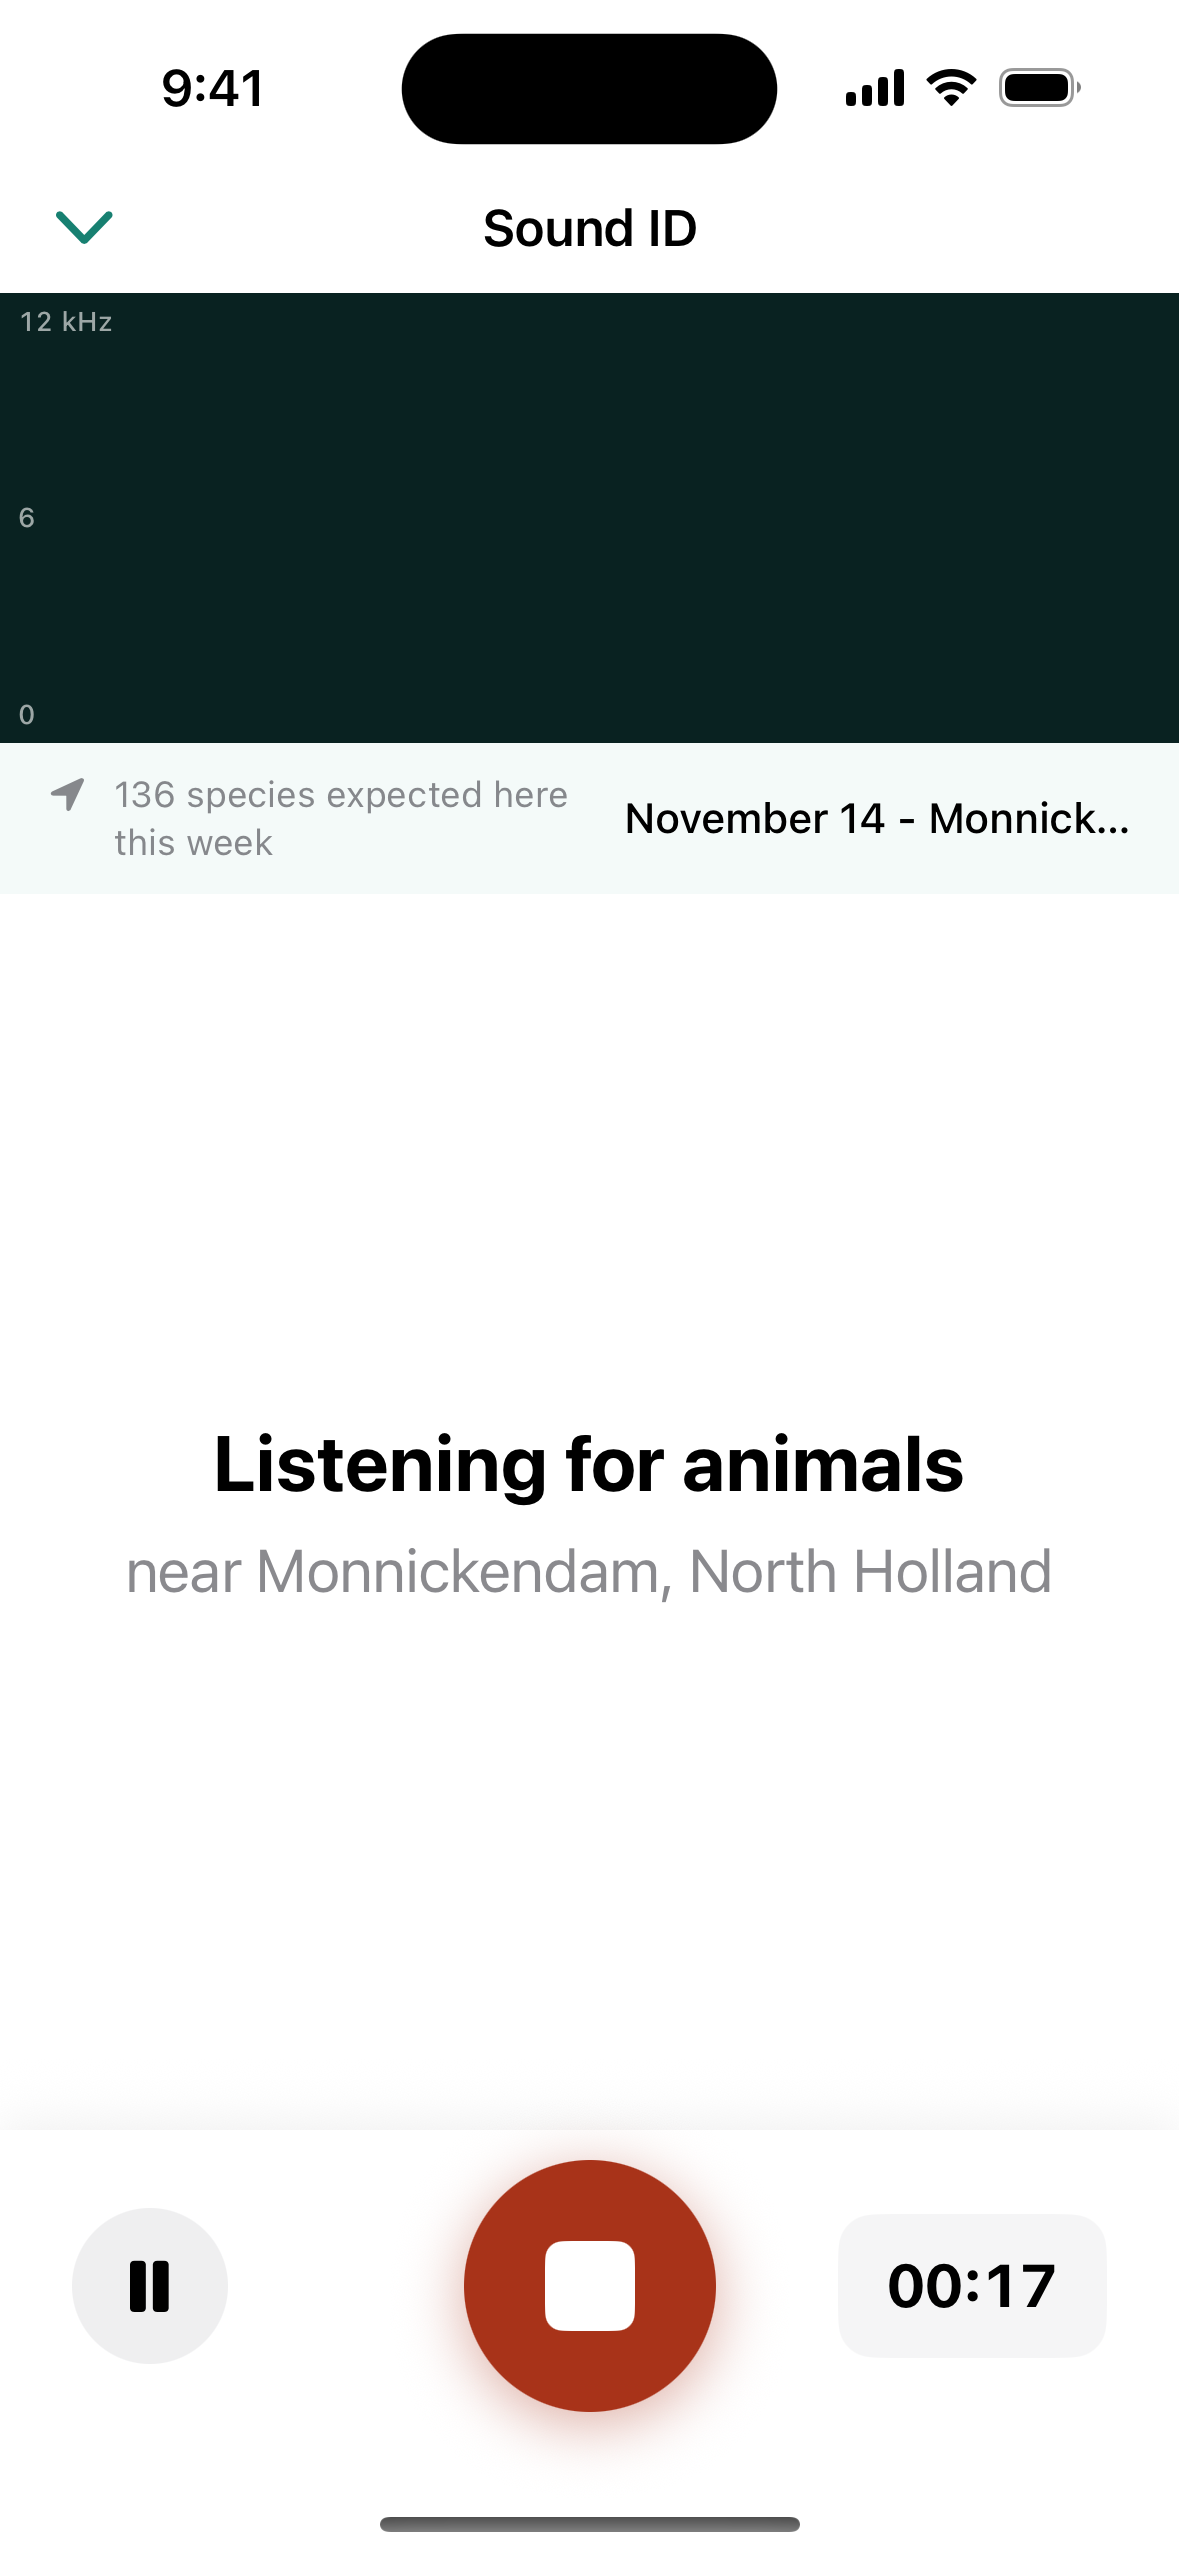 9:41
Sound ID
12 kHz
6
0
136 species expected here
this week
November 14 - Monnick...
Listening for animals
near Monnickendam, North Holland
00:17